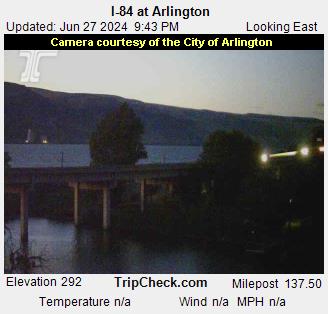 I-84 at Arlington
Updated: Jun 27 2024 9:43 PM Looking East
Camera courtesy of the City of Arlington
Elevation 292 TripCheck.com Milepost 137.50
Temperature n/a Wind n/a MPH n/a